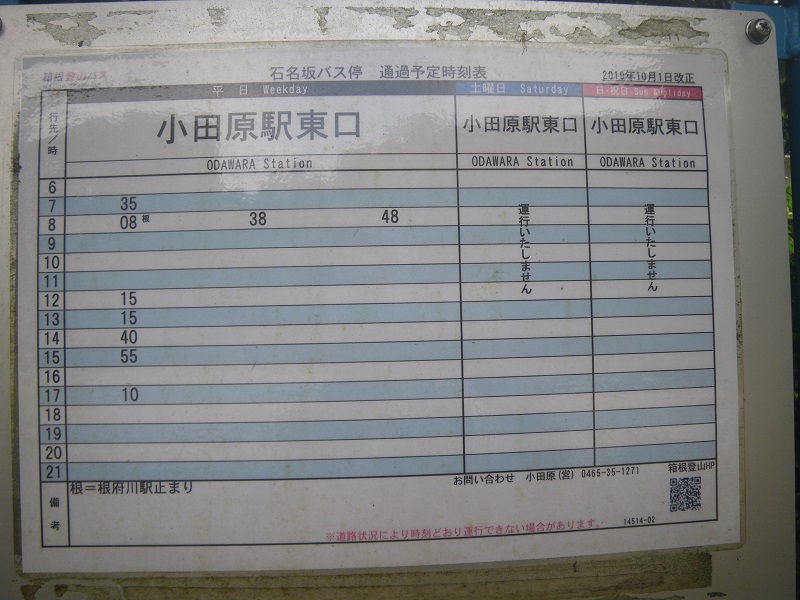 箱根登山バス 石名坂バス停 通過予定時刻表 2019年10月1日改正
行先/時 平 日 Weekday 土曜日 Saturday 日・祝日 Sun &Holiday
小田原駅東口 小田原駅東口 小田原駅東口
ODAWARA Station ODAWARA Station ODAWARA Station
6
7 35
8 08根 38 48
9
10
11
12 15
13 15
14 40
15 55
16
17 10
18
19
20
21
運行いたしません
運行いたしません
備考
根=根府川駅止まり
お問い合わせ 小田原(営) 0465-35-1271 箱根登山HP
※道路状況により時刻どおり運行できない場合があります。 14514-02